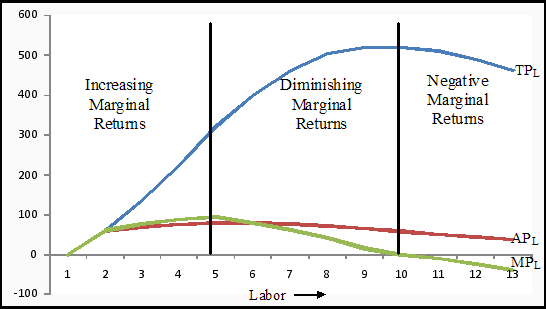 600
500
400
300
200
100
0
-100
Increasing
Marginal
Returns
Diminishing
Marginal
Returns
Negative
Marginal
Returns
TPL
APL
MPL
1 2 3 4 5 6 7 8 9 10 11 12 13
Labor